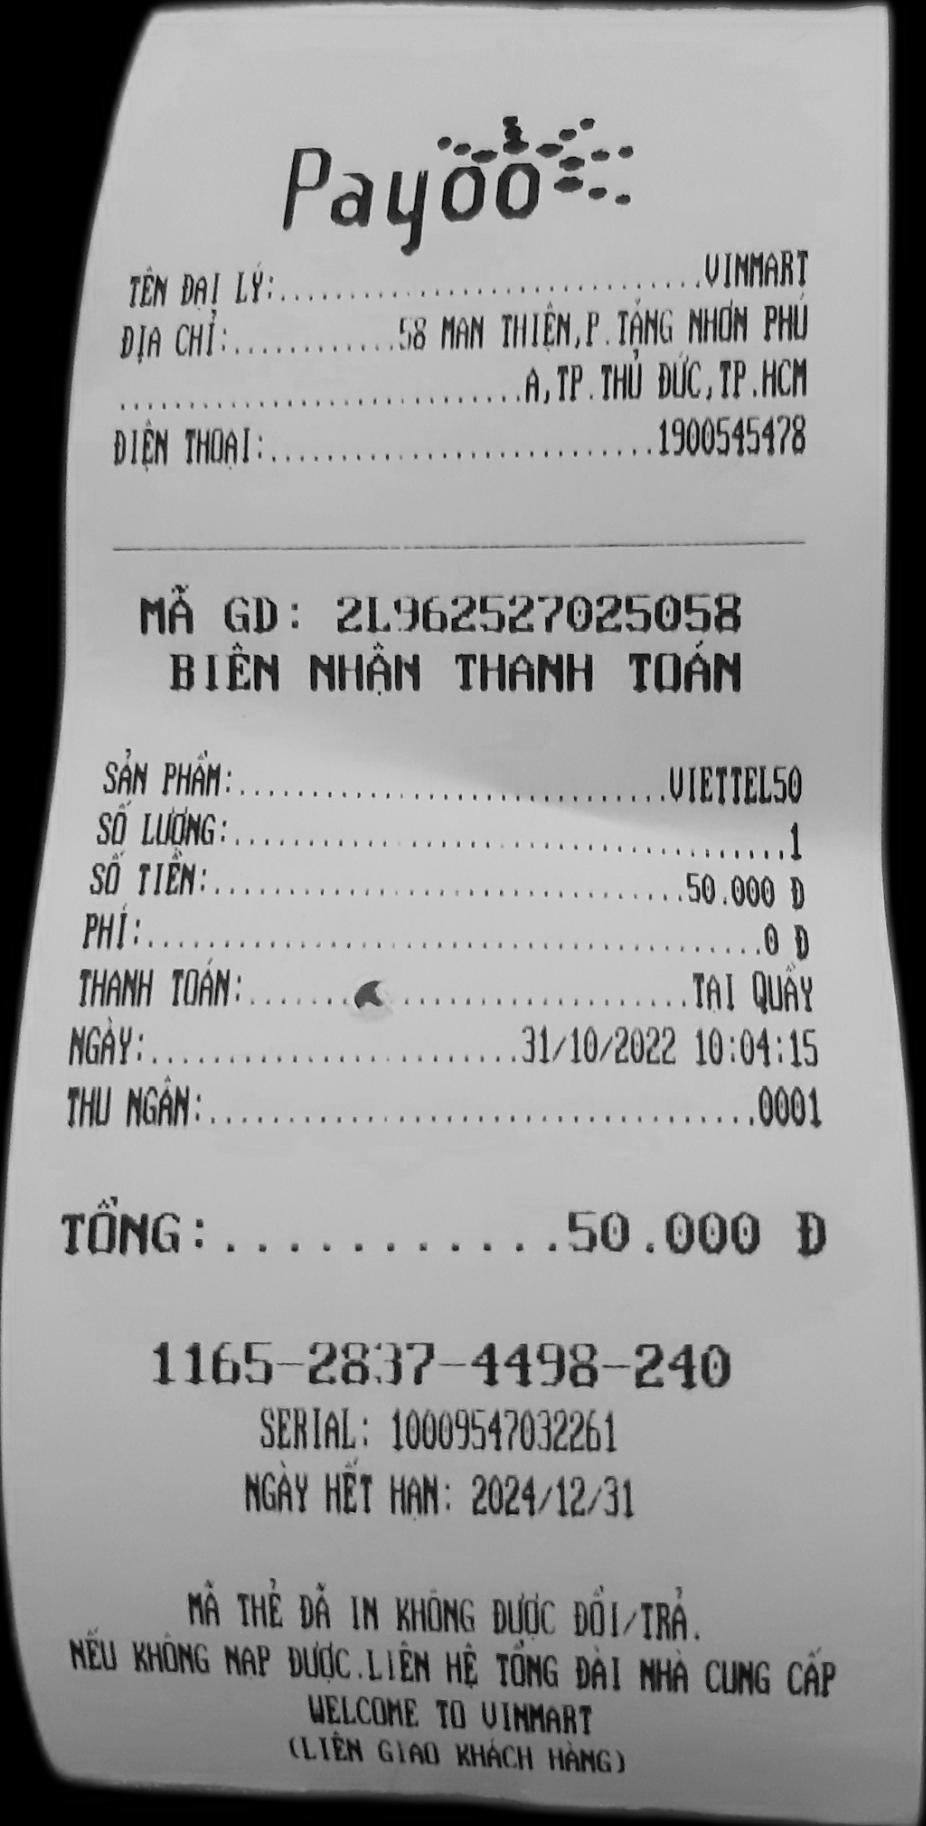 Payoo
TÊN ĐẠI LÝ:................................VINMART
ĐỊA CHỈ:............58 MAN THIỆN,P.TĂNG NHƠN PHÚ
..............................A,TP.THỦ ĐỨC,TP.HCM
ĐIỆN THOẠI:............................1900545478
MÃ GD: 2L962527025058
BIÊN NHẬN THANH TOÁN
SẢN PHẨM:................................VIETTEL50
SỐ LƯỢNG:........................................1
SỐ TIỀN:..................................50.000 Đ
PHÍ:...........................................0 Đ
THANH TOÁN:...............................TẠI QUẦY
NGÀY:........................31/10/2022 10:04:15
THU NGÂN:.....................................0001
TỔNG:............50.000 Đ
1165-2837-4498-240
SERIAL: 10009547032261
NGÀY HẾT HẠN: 2024/12/31
MÃ THẺ ĐÃ IN KHÔNG ĐƯỢC ĐỔI/TRẢ.
NẾU KHÔNG NẠP ĐƯỢC.LIÊN HỆ TỔNG ĐÀI NHÀ CUNG CẤP
WELCOME TO VINMART
(LIÊN GIAO KHÁCH HÀNG)